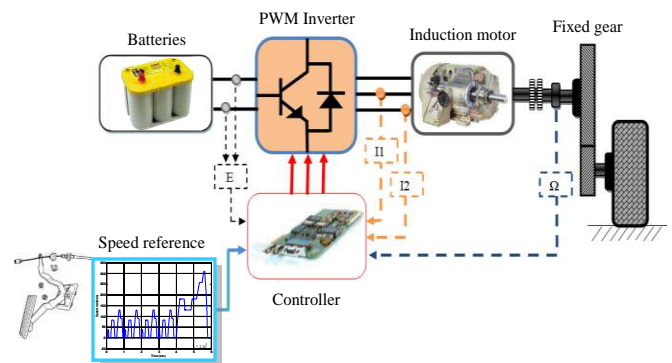 PWM Inverter
Fixed gear
Batteries
Induction motor
I1
E
I2
Ω
Speed reference
Controller